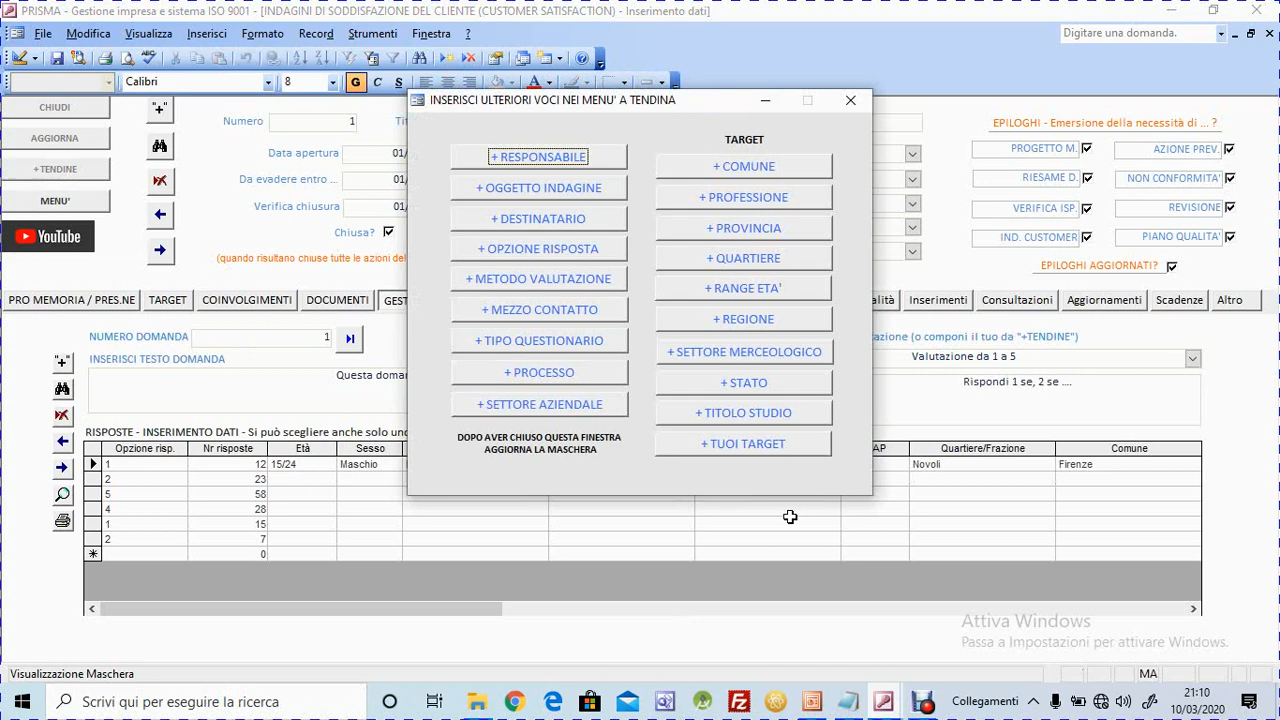 PRISMA - Gestione impresa e sistema ISO 9001 - [INDAGINI DI SODDISFAZIONE DEL CLIENTE (CUSTOMER SATISFACTION) - Inserimento dati]
File Modifica Visualizza Inserisci Formato Record Strumenti Finestra ? Digitare una domanda.
Calibri 8 G C S A
CHIUDI
AGGIORNA
+ TENDINE
MENU'
YouTube
"+"
Numero 1
Data apertura 01/
Da evadere entro ... 01/
Verifica chiusura 01/
Chiusa?
(quando risultano chiuse tutte le azioni del
INSERISCI ULTERIORI VOCI NEI MENU' A TENDINA
+ RESPONSABILE
+ OGGETTO INDAGINE
+ DESTINATARIO
+ OPZIONE RISPOSTA
+ METODO VALUTAZIONE
+ MEZZO CONTATTO
+ TIPO QUESTIONARIO
+ PROCESSO
+ SETTORE AZIENDALE
DOPO AVER CHIUSO QUESTA FINESTRA
AGGIORNA LA MASCHERA
TARGET
+ COMUNE
+ PROFESSIONE
+ PROVINCIA
+ QUARTIERE
+ RANGE ETA'
+ REGIONE
+ SETTORE MERCEOLOGICO
+ STATO
+ TITOLO STUDIO
+ TUOI TARGET
EPILOGHI - Emersione della necessità di ... ?
PROGETTO M. AZIONE PREV.
RIESAME D. NON CONFORMITA'
VERIFICA ISP. REVISIONE
IND. CUSTOMER PIANO QUALITA'
EPILOGHI AGGIORNATI?
PRO MEMORIA / PRES.NE TARGET COINVOLGIMENTI DOCUMENTI GEST alità Inserimenti Consultazioni Aggiornamenti Scadenze Altro
NUMERO DOMANDA 1
INSERISCI TESTO DOMANDA
Questa doma
azione (o componi il tuo da "+TENDINE")
Valutazione da 1 a 5
Rispondi 1 se, 2 se ....
"+"
RISPOSTE - INSERIMENTO DATI - Si può scegliere anche solo uno
Opzione risp. Nr risposte Età Sesso AP Quartiere/Frazione Comune
1 12 15/24 Maschio Novoli Firenze
2 23
5 58
4 28
1 15
2 7
0
Attiva Windows
Passa a Impostazioni per attivare Windows.
Visualizzazione Maschera MA
Scrivi qui per eseguire la ricerca
Collegamenti
21:10
10/03/2020